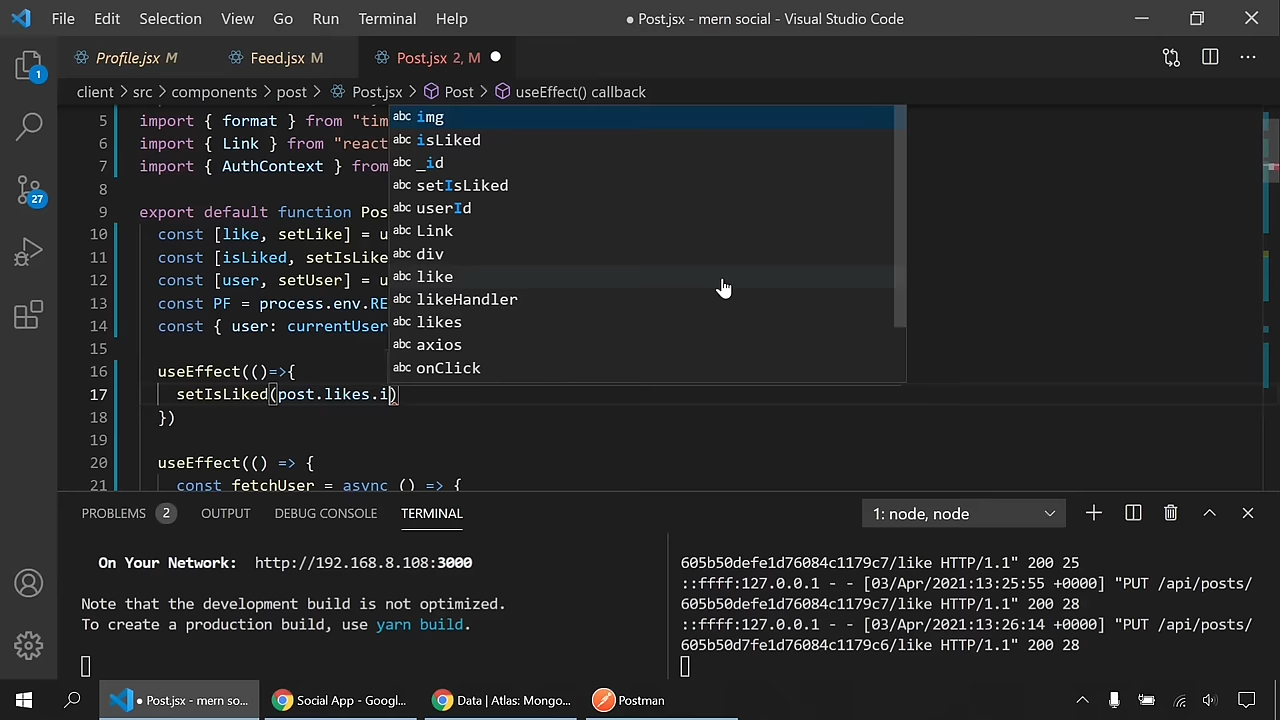 File Edit Selection View Go Run Terminal Help
● Post.jsx - mern social - Visual Studio Code
1
Profile.jsx M
Feed.jsx M
Post.jsx 2, M ●
client > src > components > post > Post.jsx > Post > useEffect() callback
5 import { format } from "tim
6 import { Link } from "react
7 import { AuthContext } from
8
9 export default function Pos
10 const [like, setLike] = u
11 const [isLiked, setIsLike
12 const [user, setUser] = u
13 const PF = process.env.RE
14 const { user: currentUser
15
16 useEffect(()=>{
17 setIsLiked(post.likes.i)
18 })
19
20 useEffect(() => {
21 const fetchUser = async () => {
abc img
abc isLiked
abc _id
abc setIsLiked
abc userId
abc Link
abc div
abc like
abc likeHandler
abc likes
abc axios
abc onClick
27
PROBLEMS 2 OUTPUT DEBUG CONSOLE TERMINAL
1: node, node
On Your Network: http://192.168.8.108:3000
Note that the development build is not optimized.
To create a production build, use yarn build.
605b50defe1d76084c1179c7/like HTTP/1.1" 200 25
::ffff:127.0.0.1 - - [03/Apr/2021:13:25:55 +0000] "PUT /api/posts/
605b50defe1d76084c1179c7/like HTTP/1.1" 200 28
::ffff:127.0.0.1 - - [03/Apr/2021:13:26:14 +0000] "PUT /api/posts/
605b50d7fe1d76084c1179c6/like HTTP/1.1" 200 28
● Post.jsx - mern so...
Social App - Googl...
Data | Atlas: Mongo...
Postman